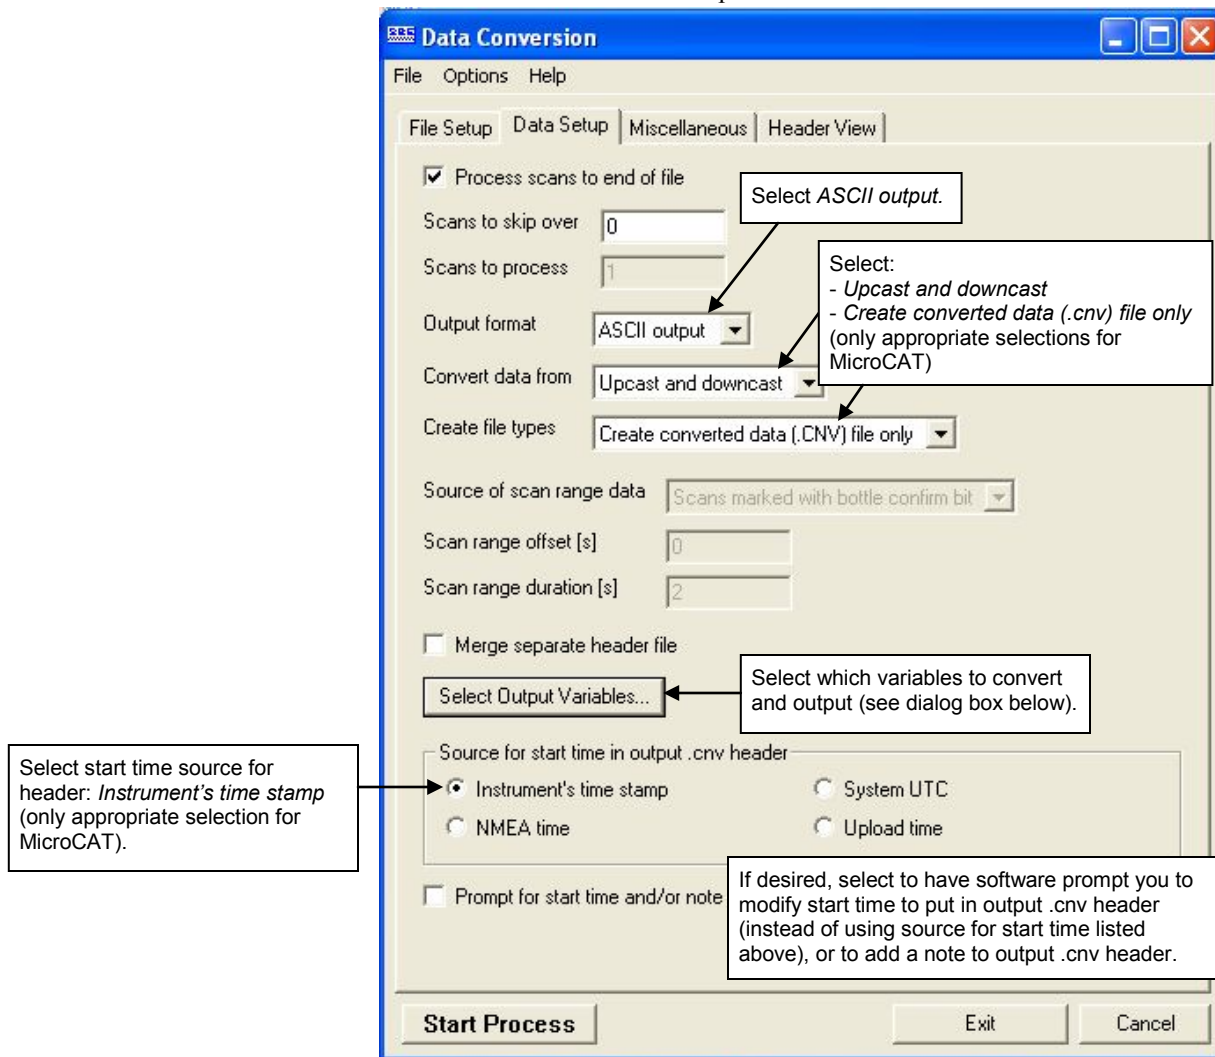 SBE Data Conversion
File Options Help
File Setup Data Setup Miscellaneous Header View
Process scans to end of file
Select ASCII output.
Scans to skip over 0
Scans to process 1
Select:
- Upcast and downcast
- Create converted data (.cnv) file only
(only appropriate selections for
MicroCAT)
Output format ASCII output
Convert data from Upcast and downcast
Create file types Create converted data (.CNV) file only
Source of scan range data Scans marked with bottle confirm bit
Scan range offset [s] 0
Scan range duration [s] 2
Merge separate header file
Select Output Variables...
Select which variables to convert
and output (see dialog box below).
Source for start time in output .cnv header
Select start time source for
header: Instrument's time stamp
(only appropriate selection for
MicroCAT).
Instrument's time stamp System UTC
NMEA time Upload time
Prompt for start time and/or note
If desired, select to have software prompt you to
modify start time to put in output .cnv header
(instead of using source for start time listed
above), or to add a note to output .cnv header.
Start Process Exit Cancel